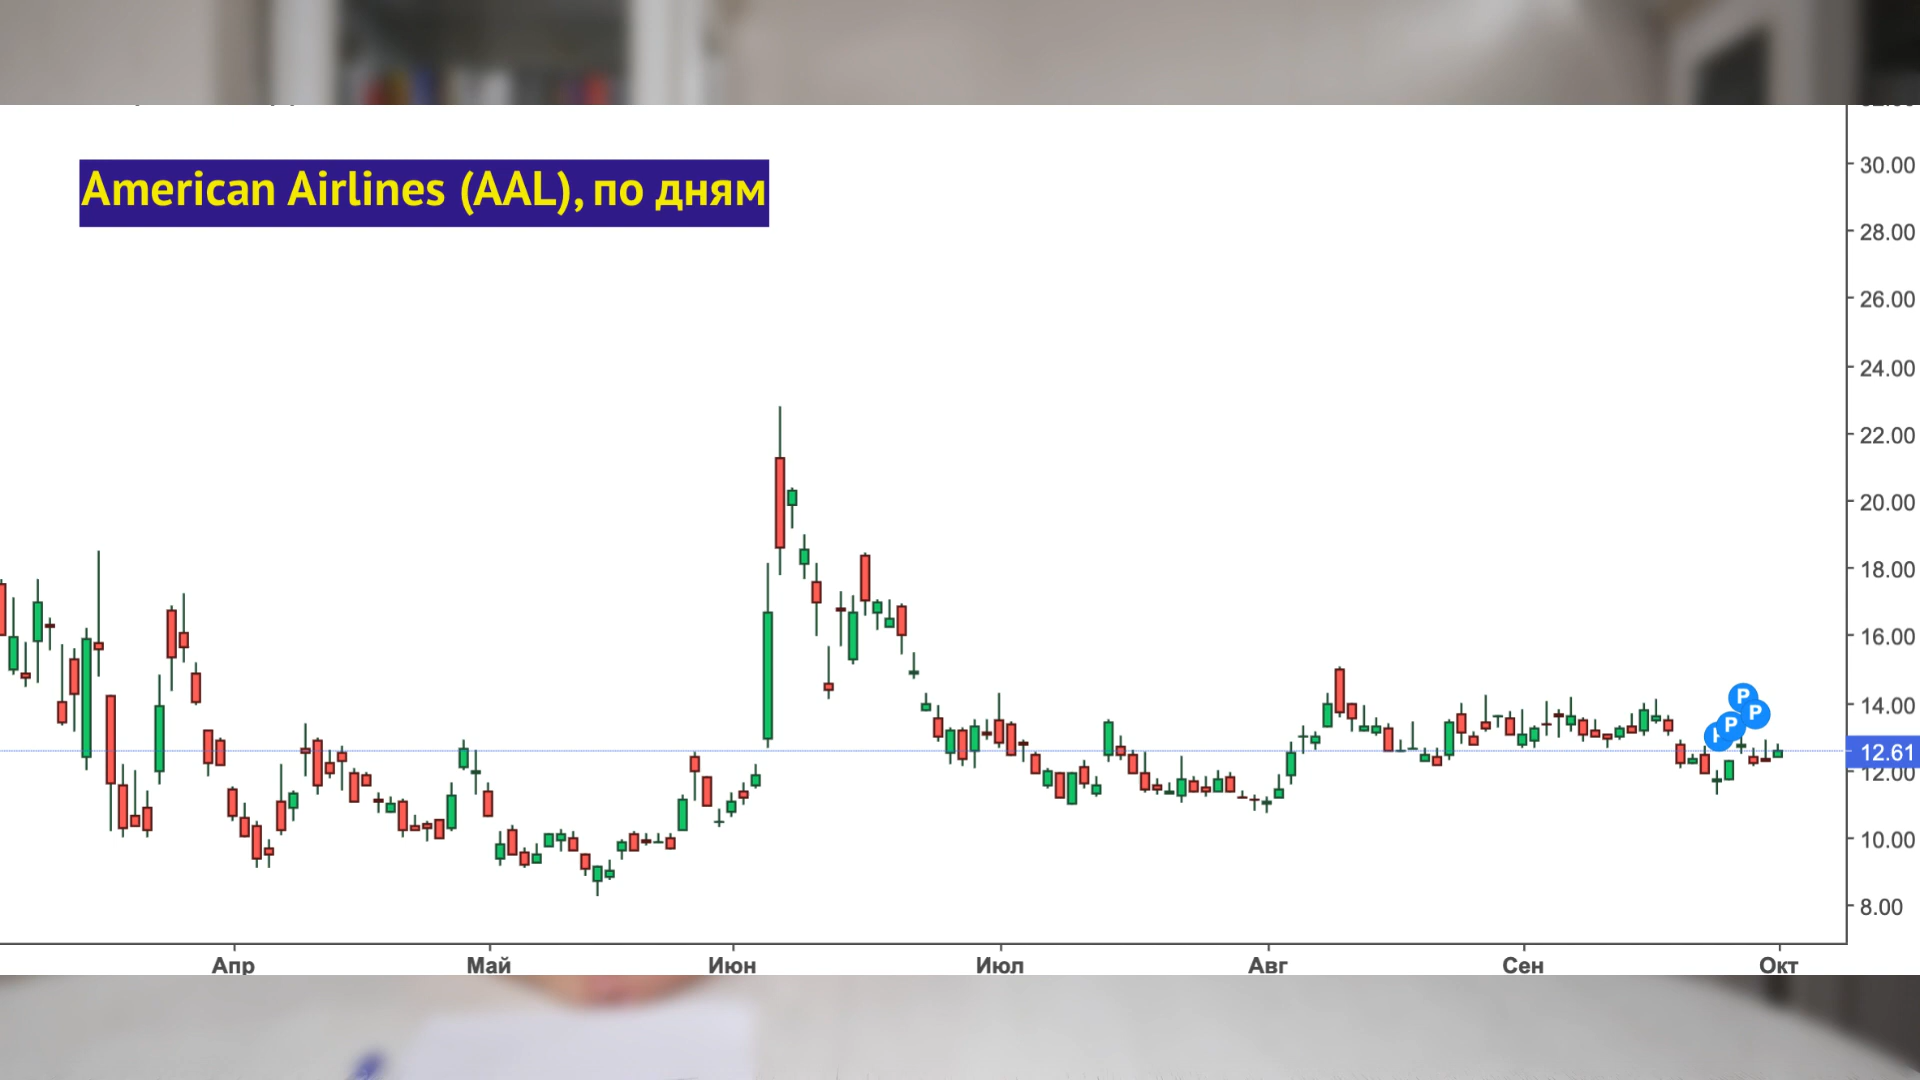 American Airlines (AAL), по дням
30.00
28.00
26.00
24.00
22.00
20.00
18.00
16.00
14.00
12.61
12.00
10.00
8.00
P
P
P
Апр
Май
Июн
Июл
Авг
Сен
Окт